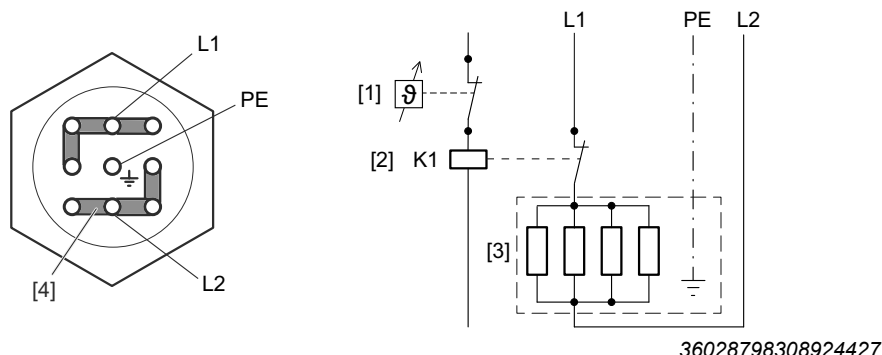 L1
PE
L2
[4]
L1 PE L2
[1] ϑ
[2] K1
[3]
36028798308924427